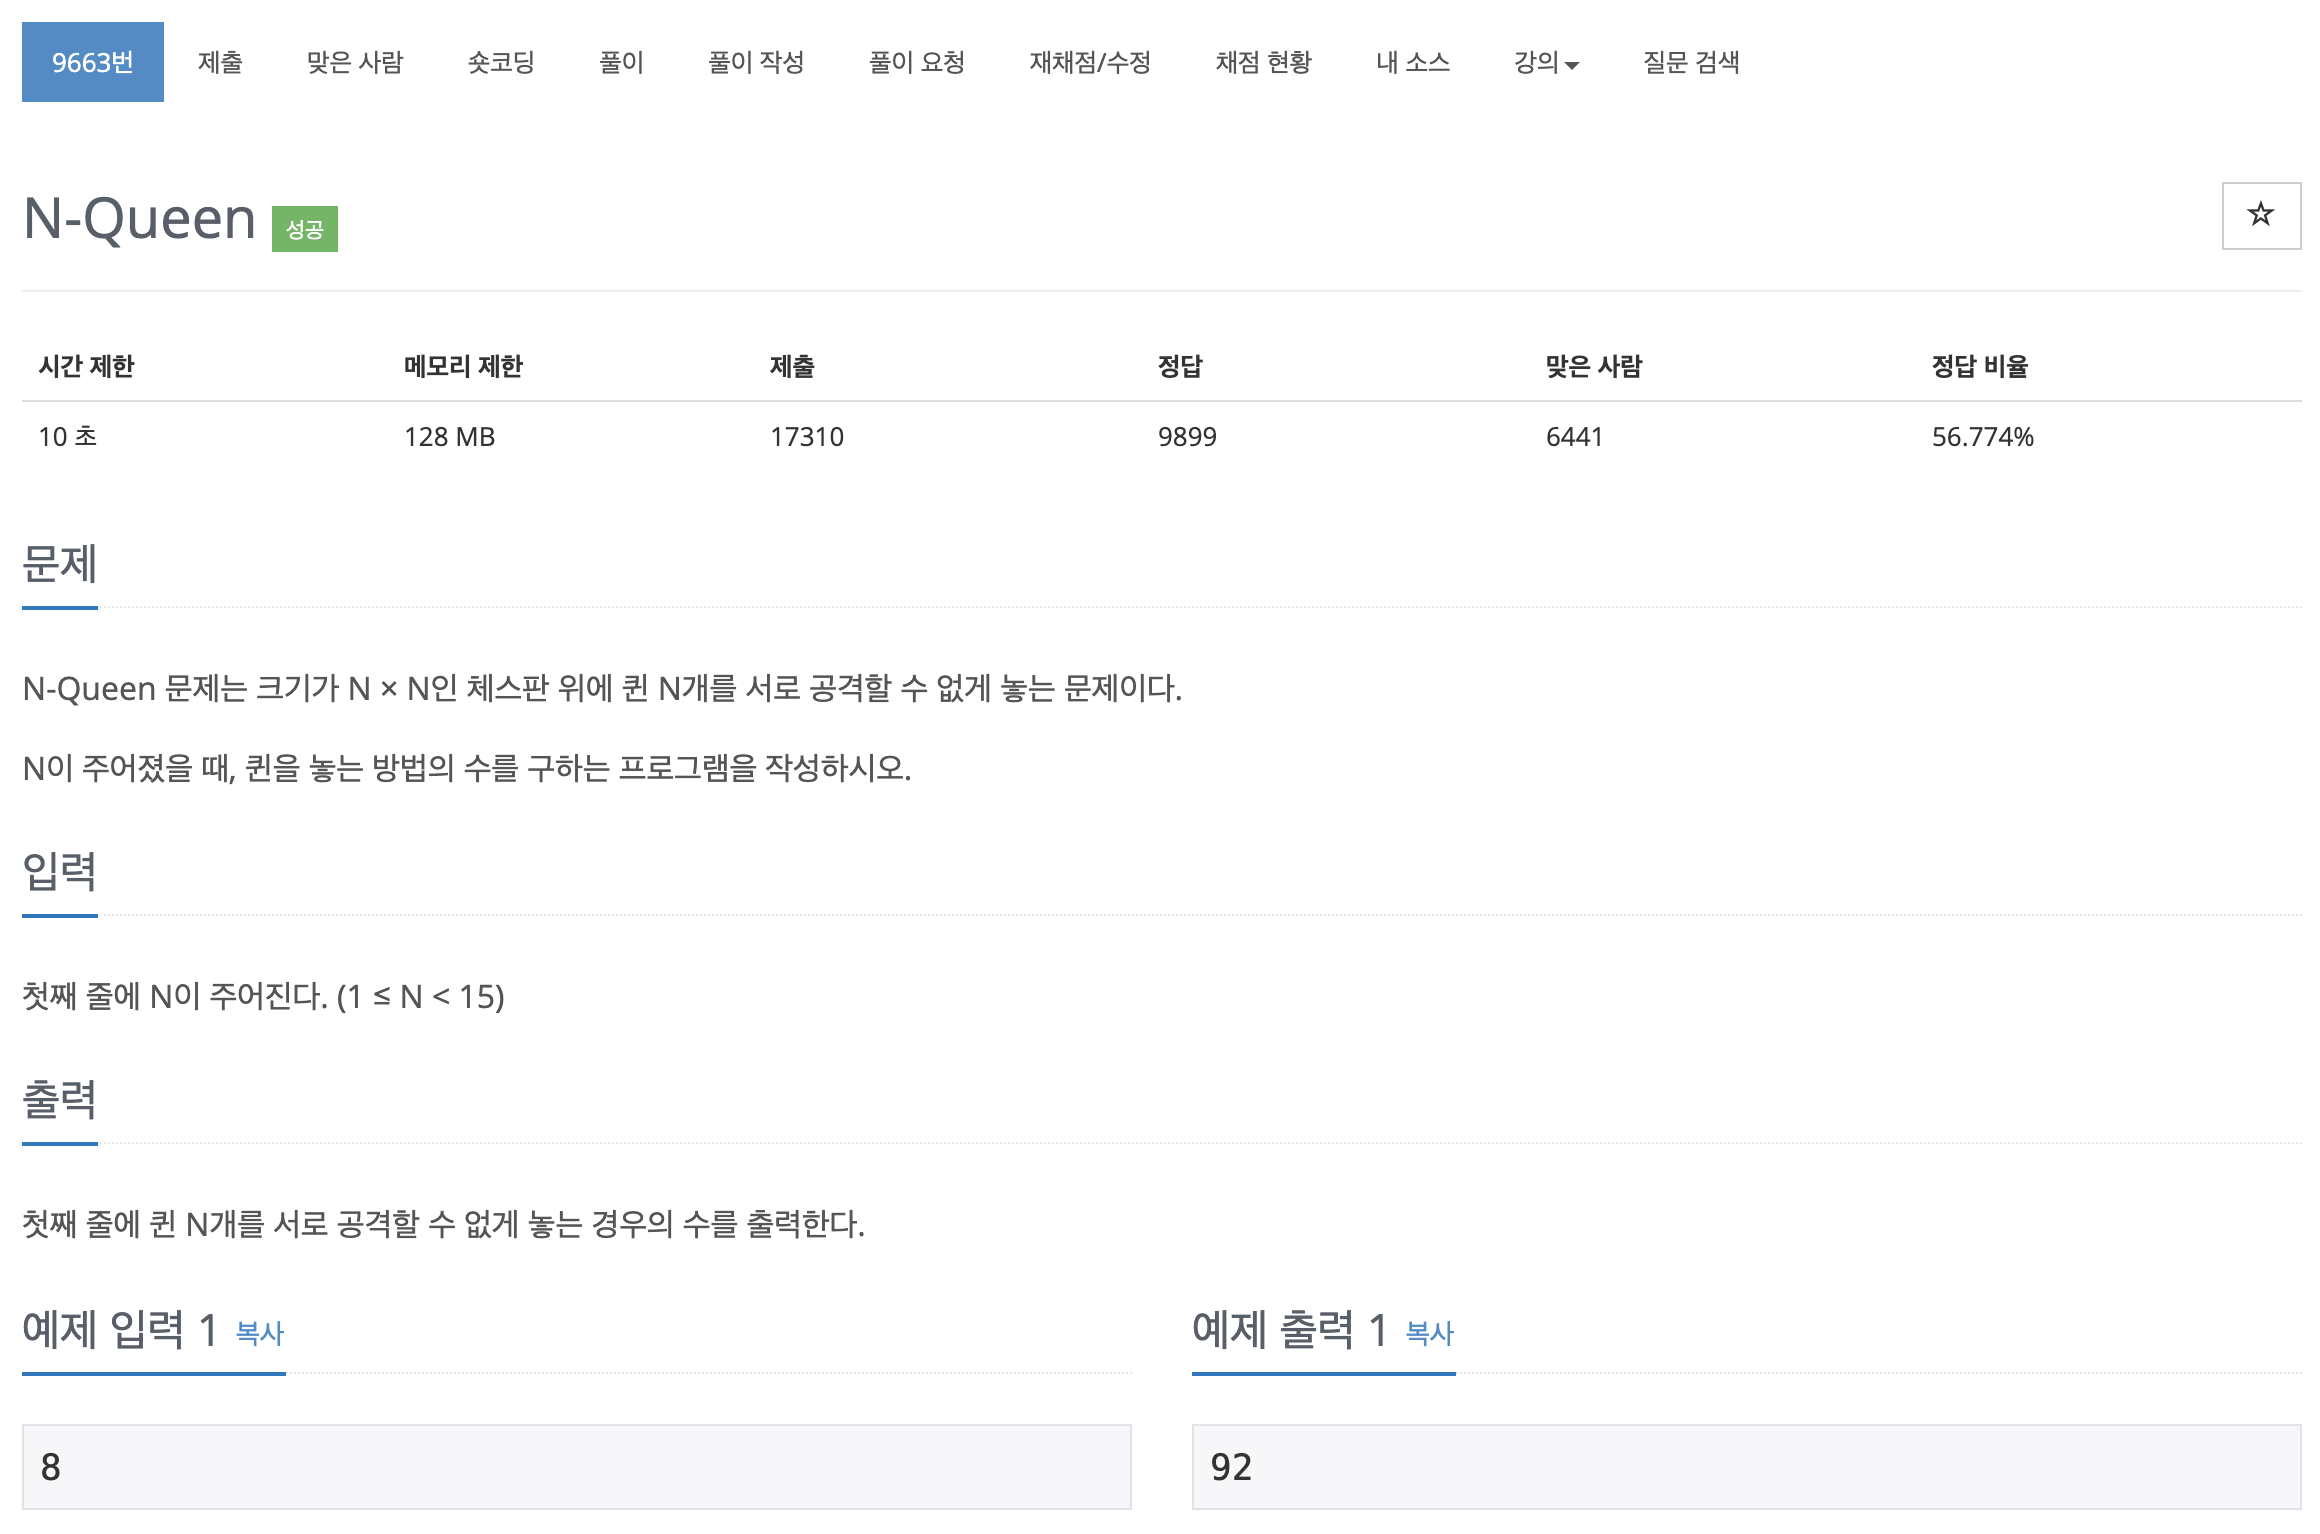 9663번 제출 맞은 사람 숏코딩 풀이 풀이 작성 풀이 요청 재채점/수정 채점 현황 내 소스 강의 질문 검색
N-Queen 성공
시간 제한 메모리 제한 제출 정답 맞은 사람 정답 비율
10 초 128 MB 17310 9899 6441 56.774%
문제
N-Queen 문제는 크기가 N × N인 체스판 위에 퀸 N개를 서로 공격할 수 없게 놓는 문제이다.
N이 주어졌을 때, 퀸을 놓는 방법의 수를 구하는 프로그램을 작성하시오.
입력
첫째 줄에 N이 주어진다. (1 ≤ N < 15)
출력
첫째 줄에 퀸 N개를 서로 공격할 수 없게 놓는 경우의 수를 출력한다.
예제 입력 1 복사
8
예제 출력 1 복사
92